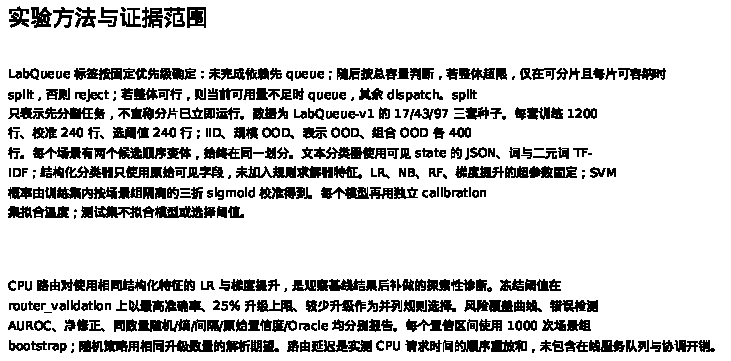 实验方法与证据范围
LabQueue 标签按固定优先级确定：未完成依赖先 queue；随后按总容量判断，若整体超限，仅在可分片且每片可容纳时
split，否则 reject；若整体可行，则当前可用量不足时 queue，其余 dispatch。split
只表示先分割任务，不宣称分片已立即运行。数据为 LabQueue-v1 的 17/43/97 三套种子。每套训练 1200
行、校准 240 行、选阈值 240 行；IID、规模 OOD、表示 OOD、组合 OOD 各 400
行。每个场景有两个候选顺序变体，始终在同一划分。文本分类器使用可见 state 的 JSON、词与二元词 TF-
IDF；结构化分类器只使用原始可见字段，未加入规则求解器特征。LR、NB、RF、梯度提升的超参数固定；SVM
概率由训练集内按场景组隔离的三折 sigmoid 校准得到。每个模型再用独立 calibration
集拟合温度；测试集不拟合模型或选择阈值。
CPU 路由对使用相同结构化特征的 LR 与梯度提升，是观察基线结果后补做的探索性诊断。冻结阈值在
router_validation 上以最高准确率、25% 升级上限、较少升级作为并列规则选择。风险覆盖曲线、错误检测
AUROC、净修正、同数量随机/熵/间隔/原始置信度/Oracle 均分别报告。每个置信区间使用 1000 次场景组
bootstrap；随机策略用相同升级数量的解析期望。路由延迟是实测 CPU 请求时间的顺序重放和，未包含在线服务队列与协调开销。